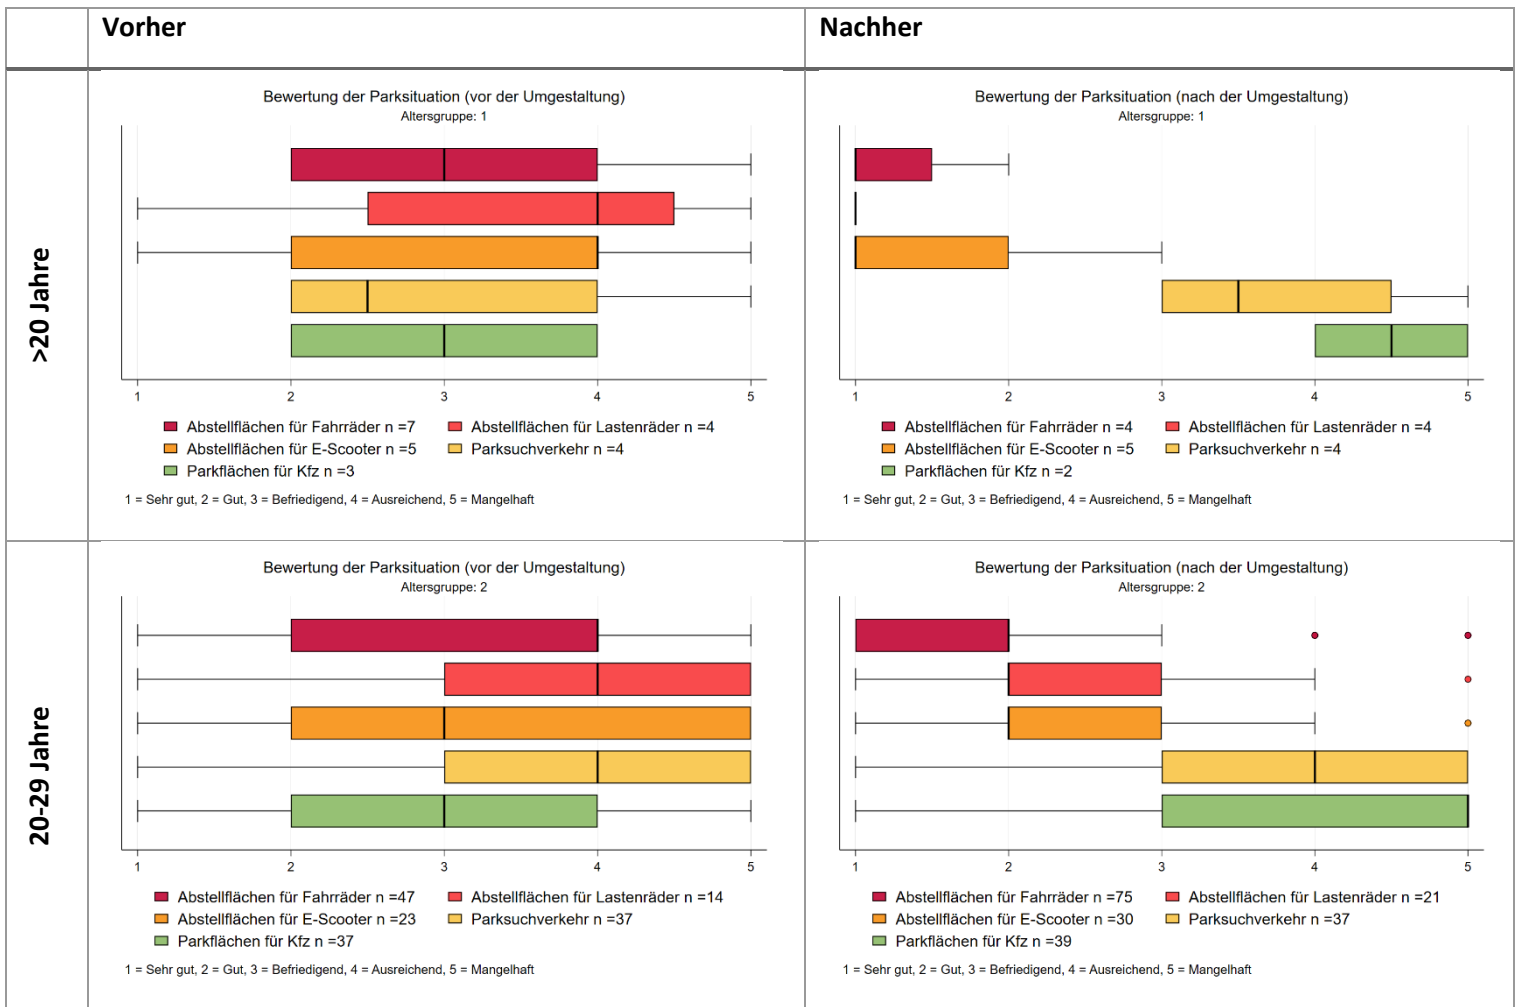 Vorher
Nachher
>20 Jahre
Bewertung der Parksituation (vor der Umgestaltung)
Altersgruppe: 1
1 2 3 4 5
Abstellflächen für Fahrräder n =7 Abstellflächen für Lastenräder n =4
Abstellflächen für E-Scooter n =5 Parksuchverkehr n =4
Parkflächen für Kfz n =3
1 = Sehr gut, 2 = Gut, 3 = Befriedigend, 4 = Ausreichend, 5 = Mangelhaft
Bewertung der Parksituation (nach der Umgestaltung)
Altersgruppe: 1
1 2 3 4 5
Abstellflächen für Fahrräder n =4 Abstellflächen für Lastenräder n =4
Abstellflächen für E-Scooter n =5 Parksuchverkehr n =4
Parkflächen für Kfz n =2
1 = Sehr gut, 2 = Gut, 3 = Befriedigend, 4 = Ausreichend, 5 = Mangelhaft
20-29 Jahre
Bewertung der Parksituation (vor der Umgestaltung)
Altersgruppe: 2
1 2 3 4 5
Abstellflächen für Fahrräder n =47 Abstellflächen für Lastenräder n =14
Abstellflächen für E-Scooter n =23 Parksuchverkehr n =37
Parkflächen für Kfz n =37
1 = Sehr gut, 2 = Gut, 3 = Befriedigend, 4 = Ausreichend, 5 = Mangelhaft
Bewertung der Parksituation (nach der Umgestaltung)
Altersgruppe: 2
1 2 3 4 5
Abstellflächen für Fahrräder n =75 Abstellflächen für Lastenräder n =21
Abstellflächen für E-Scooter n =30 Parksuchverkehr n =37
Parkflächen für Kfz n =39
1 = Sehr gut, 2 = Gut, 3 = Befriedigend, 4 = Ausreichend, 5 = Mangelhaft